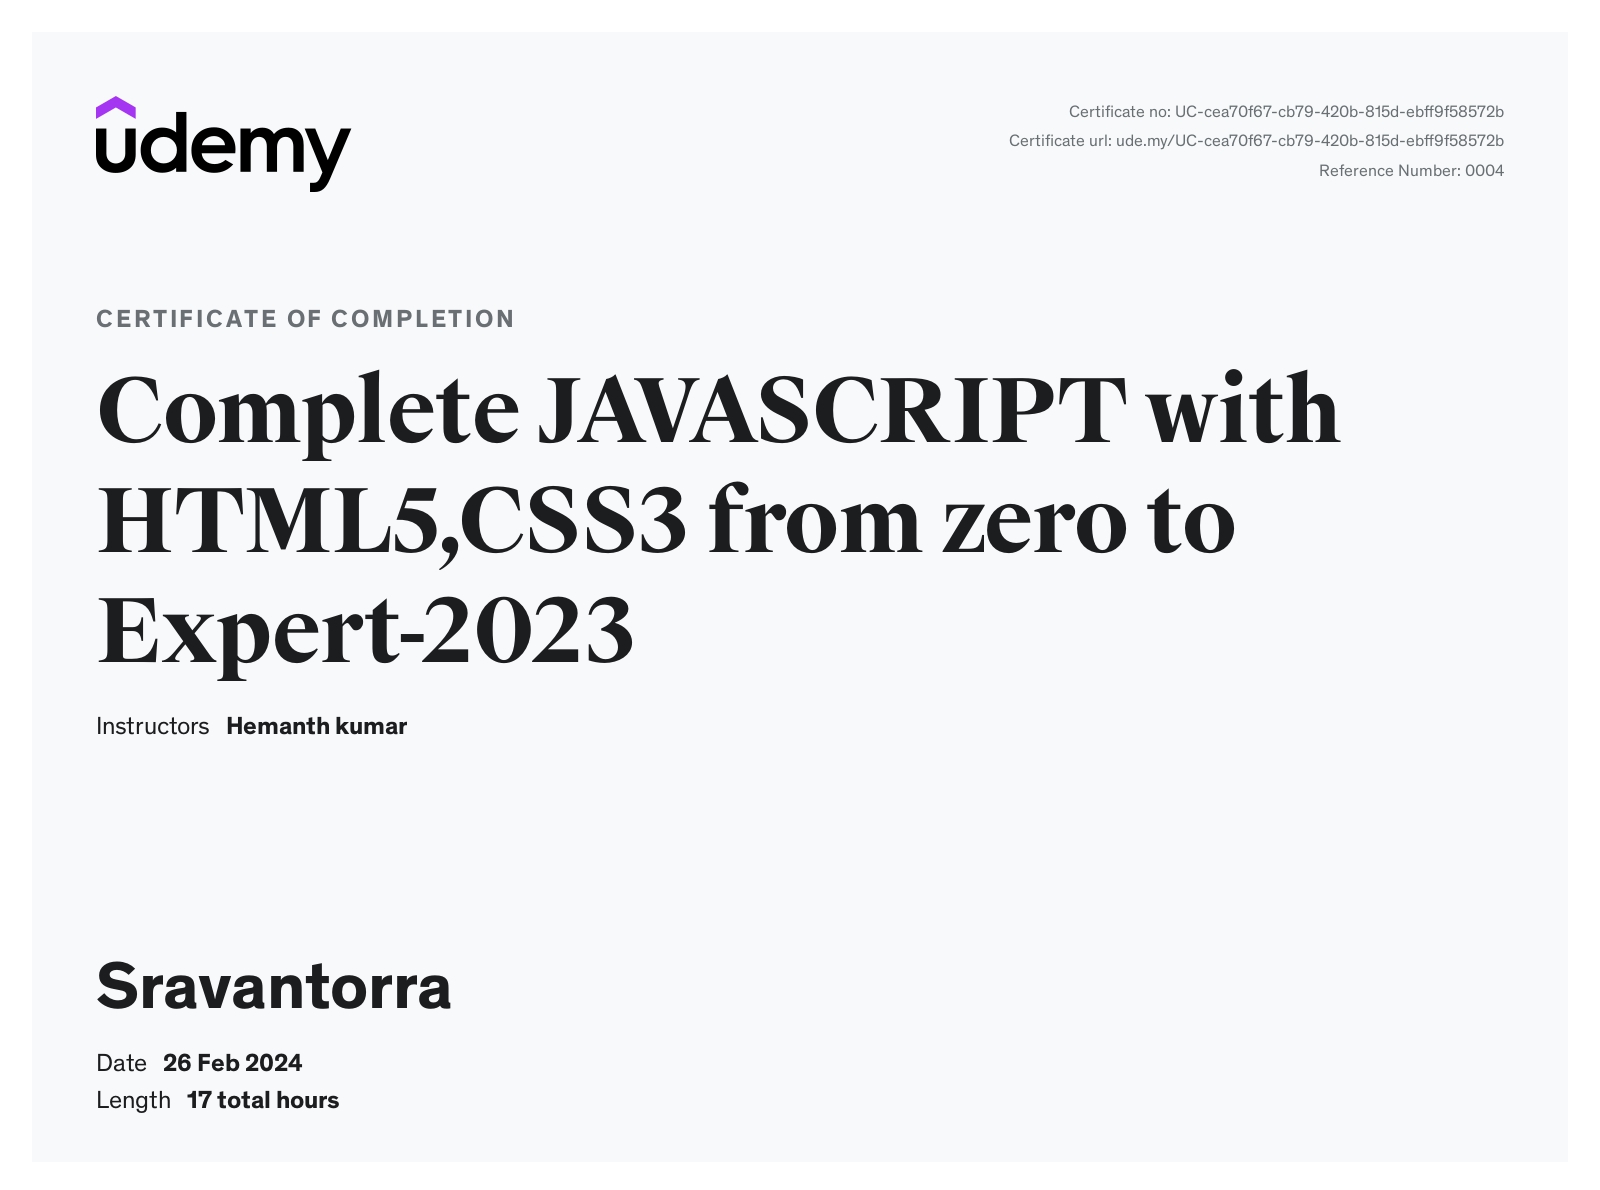 udemy
Certificate no: UC-cea70f67-cb79-420b-815d-ebff9f58572b
Certificate url: ude.my/UC-cea70f67-cb79-420b-815d-ebff9f58572b
Reference Number: 0004
CERTIFICATE OF COMPLETION
Complete JAVASCRIPT with
HTML5,CSS3 from zero to
Expert-2023
Instructors Hemanth kumar
Sravantorra
Date 26 Feb 2024
Length 17 total hours